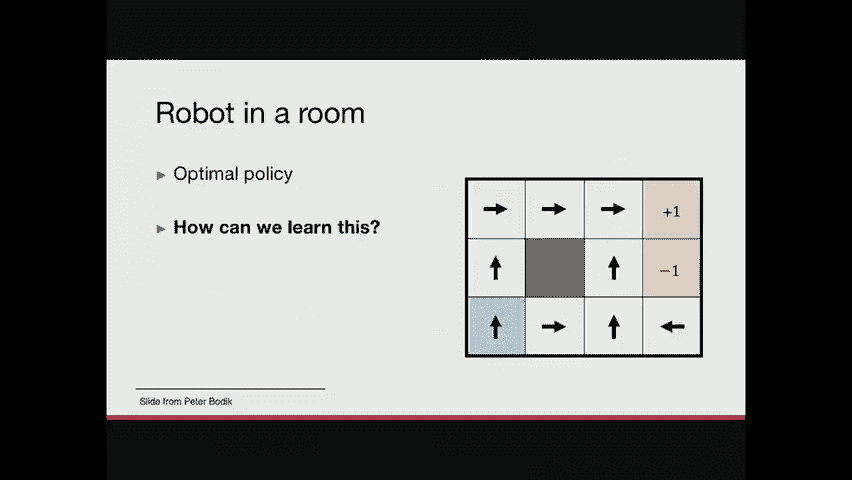 Robot in a room
▶ Optimal policy
▶ How can we learn this?
→ → → +1
↑ ↑ −1
↑ → ↑ ←
Slide from Peter Bodik